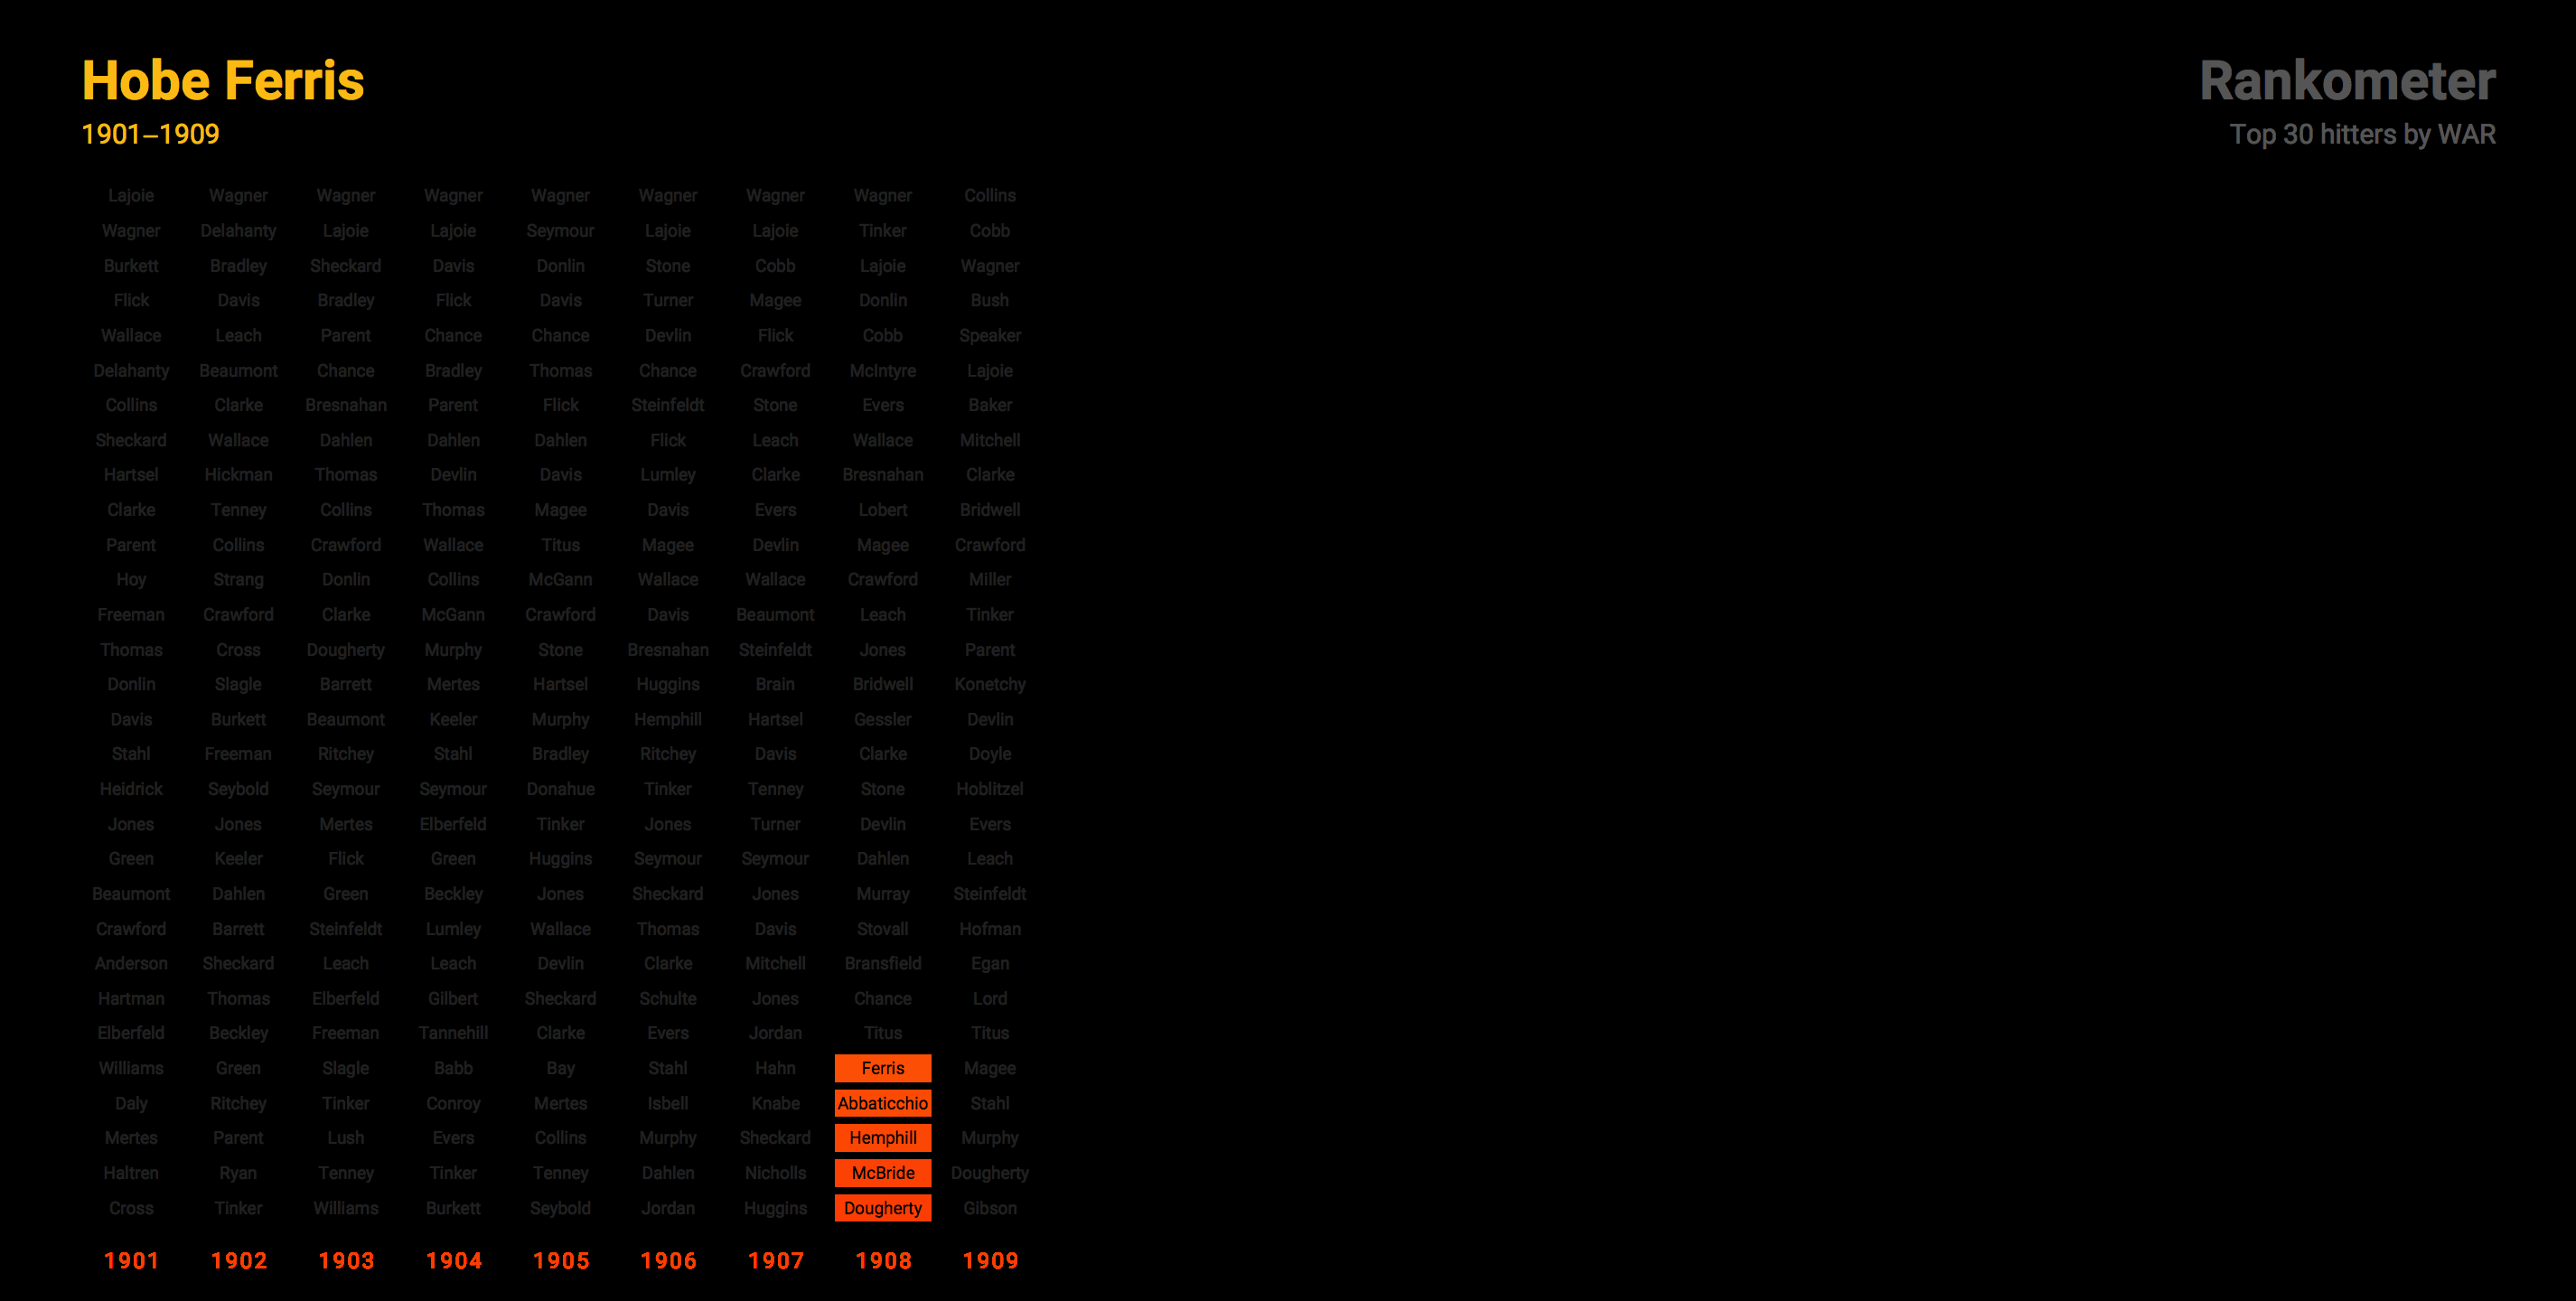 Hobe Ferris
1901–1909
Rankometer
Top 30 hitters by WAR
Lajoie Wagner Wagner Wagner Wagner Wagner Wagner Wagner Collins
Wagner Delahanty Lajoie Lajoie Seymour Lajoie Lajoie Tinker Cobb
Burkett Bradley Sheckard Davis Donlin Stone Cobb Lajoie Wagner
Flick Davis Bradley Flick Davis Turner Magee Donlin Bush
Wallace Leach Parent Chance Chance Devlin Flick Cobb Speaker
Delahanty Beaumont Chance Bradley Thomas Chance Crawford McIntyre Lajoie
Collins Clarke Bresnahan Parent Flick Steinfeldt Stone Evers Baker
Sheckard Wallace Dahlen Dahlen Dahlen Flick Leach Wallace Mitchell
Hartsel Hickman Thomas Devlin Davis Lumley Clarke Bresnahan Clarke
Clarke Tenney Collins Thomas Magee Davis Evers Lobert Bridwell
Parent Collins Crawford Wallace Titus Magee Devlin Magee Crawford
Hoy Strang Donlin Collins McGann Wallace Wallace Crawford Miller
Freeman Crawford Clarke McGann Crawford Davis Beaumont Leach Tinker
Thomas Cross Dougherty Murphy Stone Bresnahan Steinfeldt Jones Parent
Donlin Slagle Barrett Mertes Hartsel Huggins Brain Bridwell Konetchy
Davis Burkett Beaumont Keeler Murphy Hemphill Hartsel Gessler Devlin
Stahl Freeman Ritchey Stahl Bradley Ritchey Davis Clarke Doyle
Heidrick Seybold Seymour Seymour Donahue Tinker Tenney Stone Hoblitzel
Jones Jones Mertes Elberfeld Tinker Jones Turner Devlin Evers
Green Keeler Flick Green Huggins Seymour Seymour Dahlen Leach
Beaumont Dahlen Green Beckley Jones Sheckard Jones Murray Steinfeldt
Crawford Barrett Steinfeldt Lumley Wallace Thomas Davis Stovall Hofman
Anderson Sheckard Leach Leach Devlin Clarke Mitchell Bransfield Egan
Hartman Thomas Elberfeld Gilbert Sheckard Schulte Jones Chance Lord
Elberfeld Beckley Freeman Tannehill Clarke Evers Jordan Titus Titus
Williams Green Slagle Babb Bay Stahl Hahn Ferris Magee
Daly Ritchey Tinker Conroy Mertes Isbell Knabe Abbaticchio Stahl
Mertes Parent Lush Evers Collins Murphy Sheckard Hemphill Murphy
Haltren Ryan Tenney Tinker Tenney Dahlen Nicholls McBride Dougherty
Cross Tinker Williams Burkett Seybold Jordan Huggins Dougherty Gibson
1901 1902 1903 1904 1905 1906 1907 1908 1909